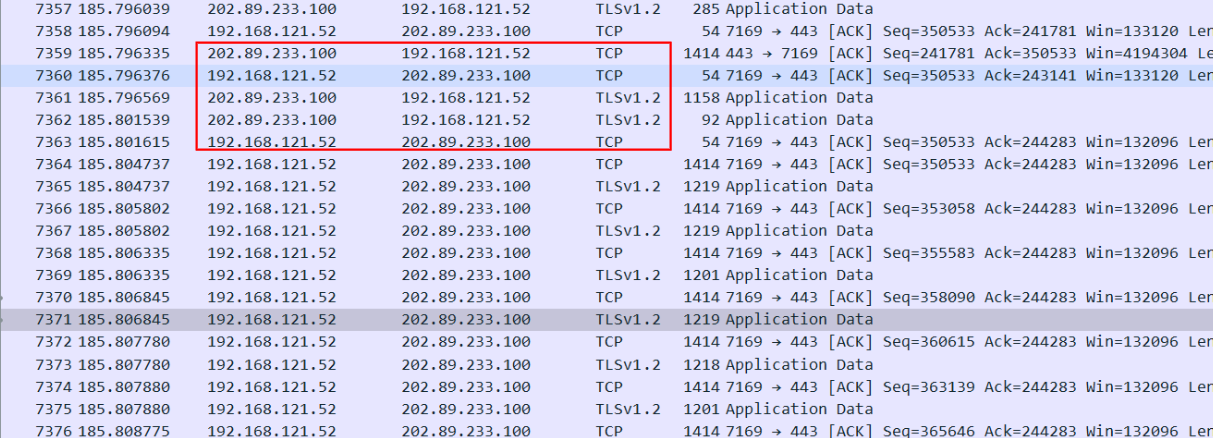 7357 185.796039 202.89.233.100 192.168.121.52 TLSv1.2 285 Application Data
7358 185.796094 192.168.121.52 202.89.233.100 TCP 54 7169 → 443 [ACK] Seq=350533 Ack=241781 Win=133120 Len
7359 185.796335 202.89.233.100 192.168.121.52 TCP 1414 443 → 7169 [ACK] Seq=241781 Ack=350533 Win=4194304 Le
7360 185.796376 192.168.121.52 202.89.233.100 TCP 54 7169 → 443 [ACK] Seq=350533 Ack=243141 Win=133120 Len
7361 185.796569 202.89.233.100 192.168.121.52 TLSv1.2 1158 Application Data
7362 185.801539 202.89.233.100 192.168.121.52 TLSv1.2 92 Application Data
7363 185.801615 192.168.121.52 202.89.233.100 TCP 54 7169 → 443 [ACK] Seq=350533 Ack=244283 Win=132096 Len
7364 185.804737 192.168.121.52 202.89.233.100 TCP 1414 7169 → 443 [ACK] Seq=350533 Ack=244283 Win=132096 Len
7365 185.804737 192.168.121.52 202.89.233.100 TLSv1.2 1219 Application Data
7366 185.805802 192.168.121.52 202.89.233.100 TCP 1414 7169 → 443 [ACK] Seq=353058 Ack=244283 Win=132096 Len
7367 185.805802 192.168.121.52 202.89.233.100 TLSv1.2 1219 Application Data
7368 185.806335 192.168.121.52 202.89.233.100 TCP 1414 7169 → 443 [ACK] Seq=355583 Ack=244283 Win=132096 Len
7369 185.806335 192.168.121.52 202.89.233.100 TLSv1.2 1201 Application Data
7370 185.806845 192.168.121.52 202.89.233.100 TCP 1414 7169 → 443 [ACK] Seq=358090 Ack=244283 Win=132096 Len
7371 185.806845 192.168.121.52 202.89.233.100 TLSv1.2 1219 Application Data
7372 185.807780 192.168.121.52 202.89.233.100 TCP 1414 7169 → 443 [ACK] Seq=360615 Ack=244283 Win=132096 Len
7373 185.807780 192.168.121.52 202.89.233.100 TLSv1.2 1218 Application Data
7374 185.807880 192.168.121.52 202.89.233.100 TCP 1414 7169 → 443 [ACK] Seq=363139 Ack=244283 Win=132096 Len
7375 185.807880 192.168.121.52 202.89.233.100 TLSv1.2 1201 Application Data
7376 185.808775 192.168.121.52 202.89.233.100 TCP 1414 7169 → 443 [ACK] Seq=365646 Ack=244283 Win=132096 Len